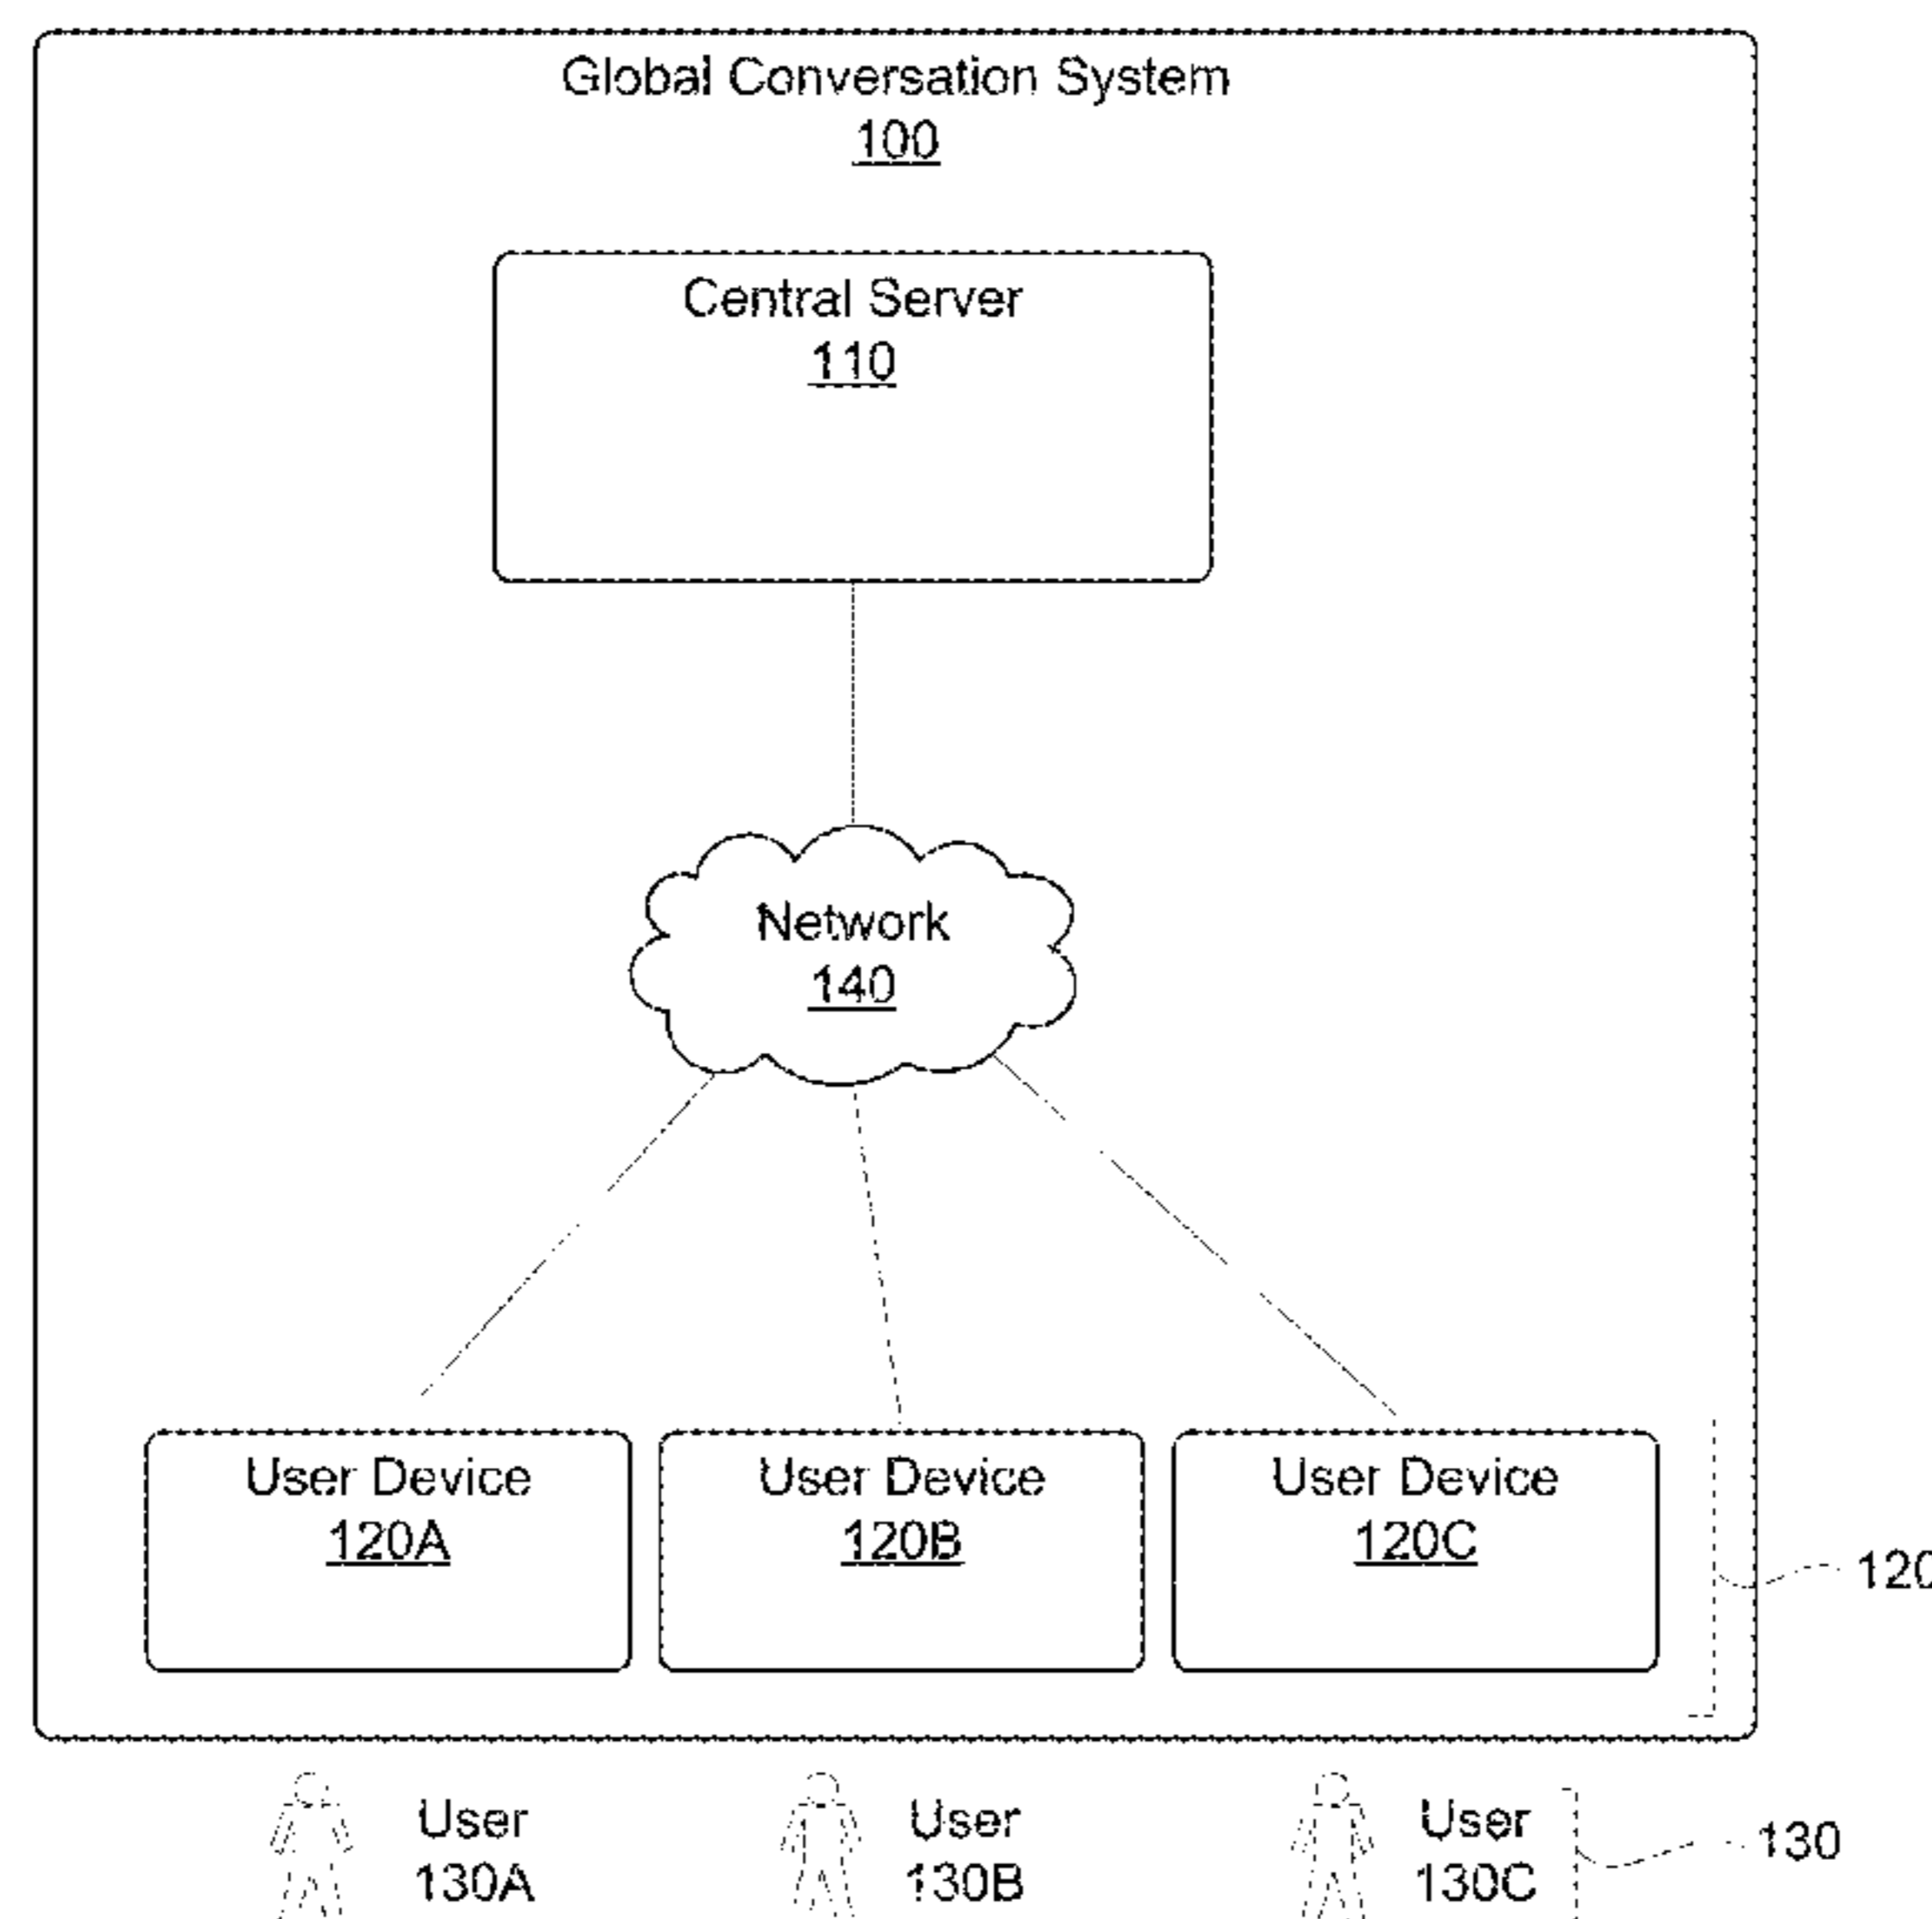 Global Conversation System
100
Central Server
110
Network
140
User Device
120A
User Device
120B
User Device
120C
120
User
130A
User
130B
User
130C
130